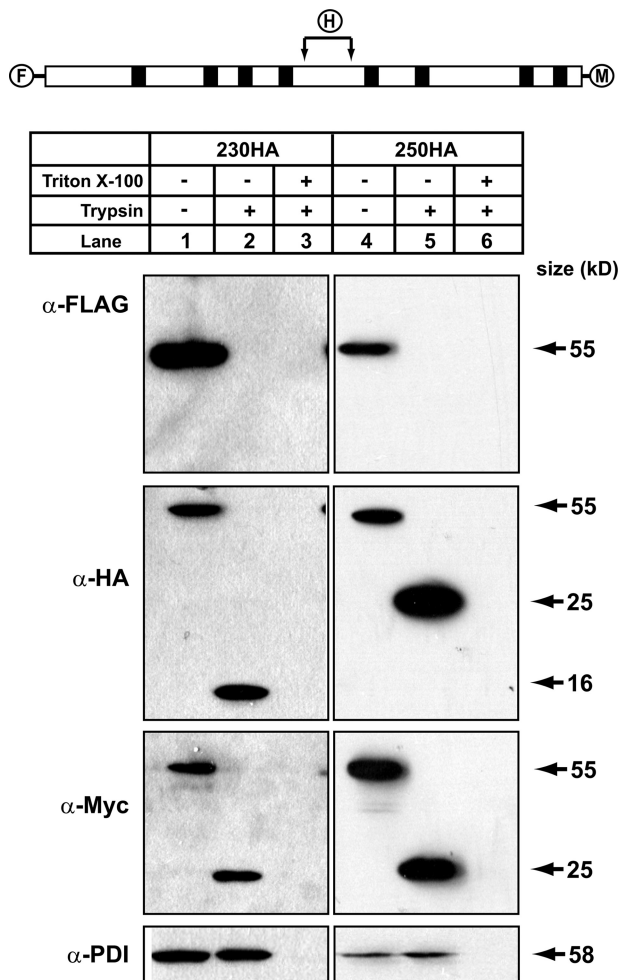 H
F M
230HA 250HA
Triton X-100 - - + - - +
Trypsin - + + - + +
Lane 1 2 3 4 5 6
size (kD)
α-FLAG
55
α-HA
55
25
16
α-Myc
55
25
α-PDI
58